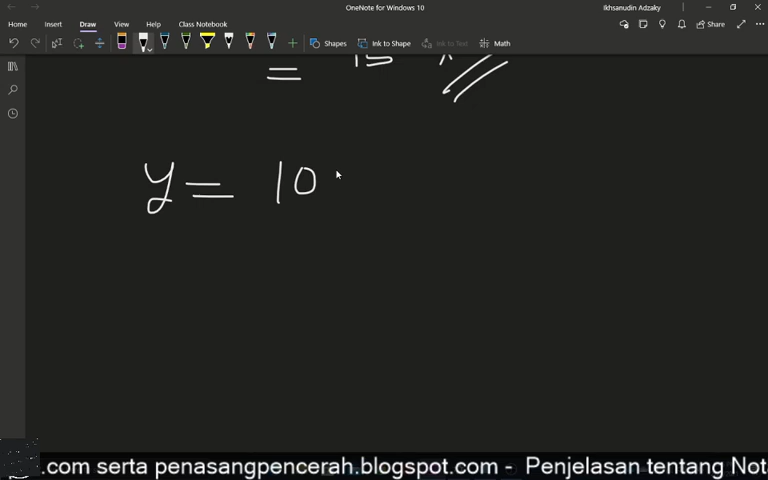 OneNote for Windows 10
Ikhsanudin Adzaky
Home Insert Draw View Help Class Notebook
Share
Shapes Ink to Shape Ink to Text Math
=
y = 10
.com serta penasangpencerah.blogspot.com - Penjelasan tentang Not